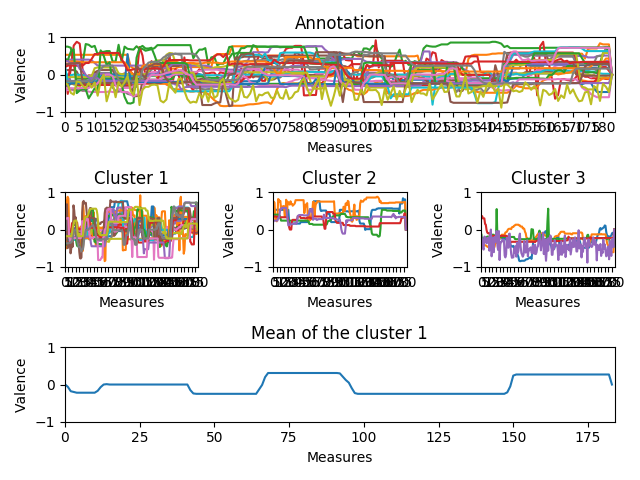 Annotation
1
0
−1
Valence
0 5 10 15 20 25 30 35 40 45 50 55 60 65 70 75 80 85 90 95 100 105 110 115 120 125 130 135 140 145 150 155 160 165 170 175 180
Measures
Cluster 1 Cluster 2 Cluster 3
1 1 1
0 0 0
−1 −1 −1
Valence Valence Valence
Measures Measures Measures
Mean of the cluster 1
1
0
−1
Valence
0 25 50 75 100 125 150 175
Measures